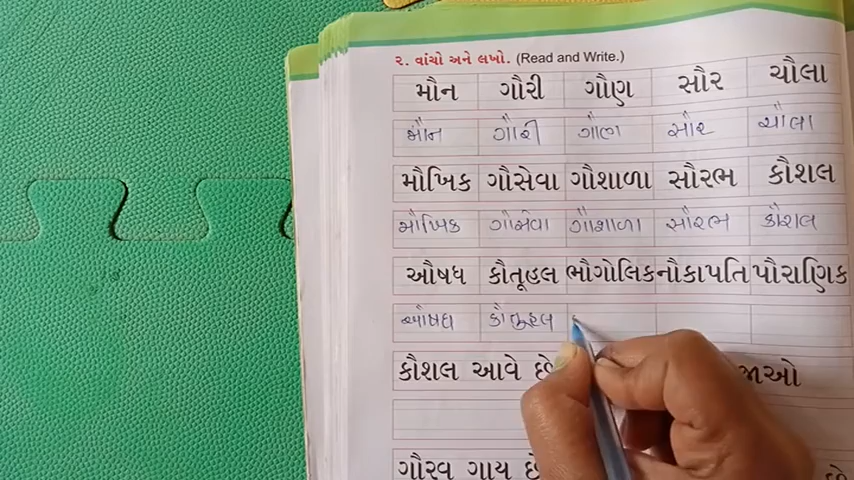 ૨. વાંચો અને લખો. (Read and Write.)
મૌન ગૌરી ગૌણ સૌર ચૌલા
મૌન ગૌરી ગૌણ સૌર ચૌલા
મૌખિક ગૌસેવા ગૌશાળા સૌરભ કૌશલ
મૌખિક ગૌસેવા ગૌશાળા સૌરભ કૌશલ
ઔષધ કૌતૂહલ ભૌગોલિક નૌકાપતિ પૌરાણિક
ઔષધ કૌતૂહલ
કૌશલ આવે છે જાઓ
ગૌરવ ગાય છે